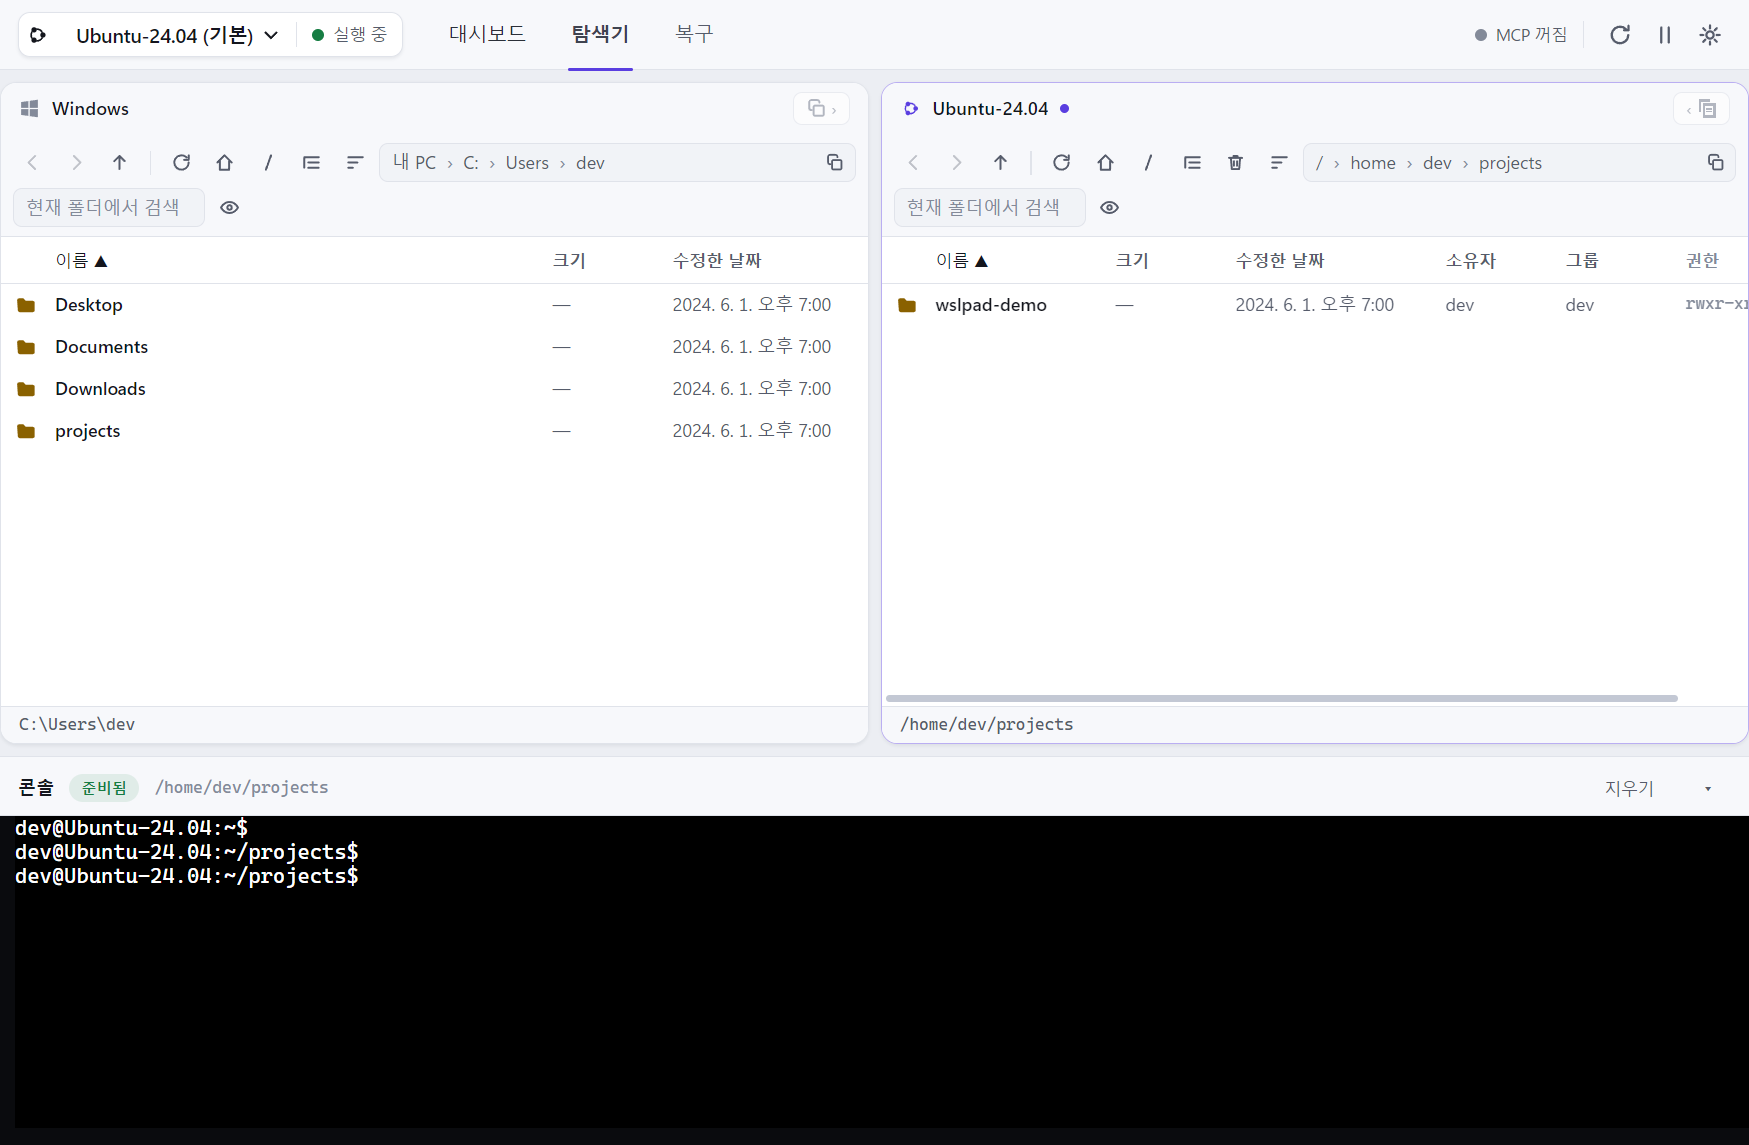 Ubuntu-24.04 (기본) 실행 중 대시보드 탐색기 복구 MCP 꺼짐
Windows
내 PC › C: › Users › dev
현재 폴더에서 검색
이름 ▲ 크기 수정한 날짜
Desktop — 2024. 6. 1. 오후 7:00
Documents — 2024. 6. 1. 오후 7:00
Downloads — 2024. 6. 1. 오후 7:00
projects — 2024. 6. 1. 오후 7:00
C:\Users\dev
Ubuntu-24.04
/ › home › dev › projects
현재 폴더에서 검색
이름 ▲ 크기 수정한 날짜 소유자 그룹 권한
wslpad-demo — 2024. 6. 1. 오후 7:00 dev dev rwxr-xr
/home/dev/projects
콘솔 준비됨 /home/dev/projects 지우기
dev@Ubuntu-24.04:~$
dev@Ubuntu-24.04:~/projects$
dev@Ubuntu-24.04:~/projects$